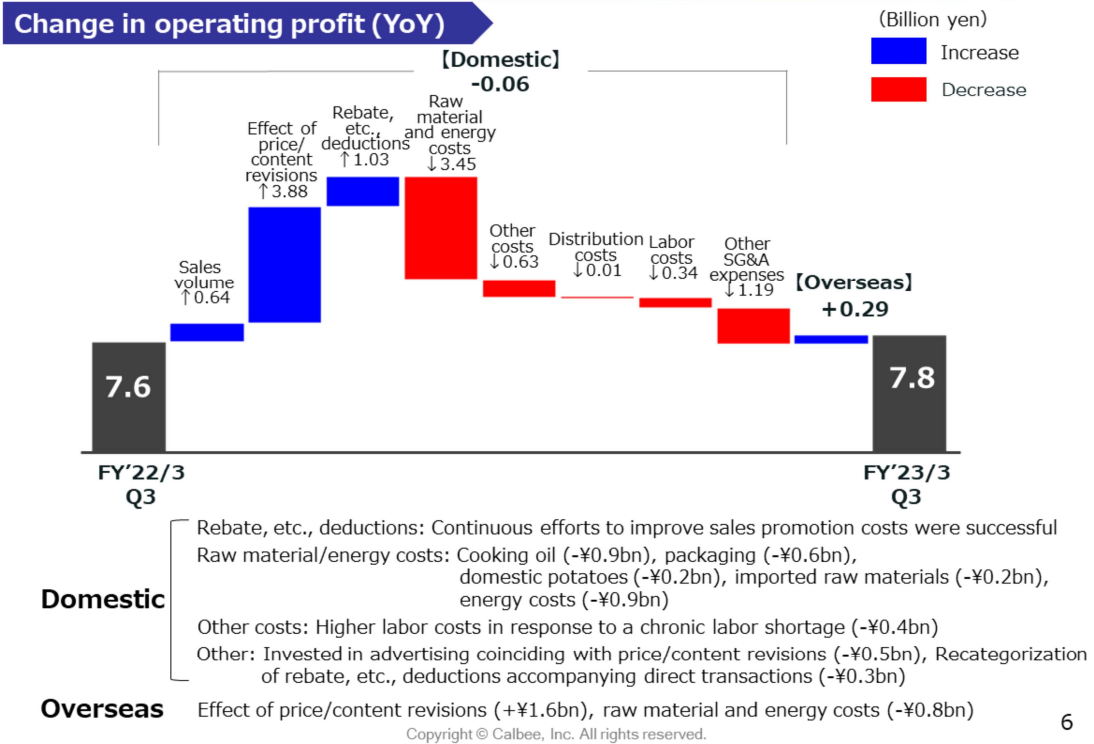 Change in operating profit (YoY)
(Billion yen)
Increase
Decrease
【Domestic】
-0.06
Sales
volume
↑0.64
Effect of
price/
content
revisions
↑3.88
Rebate,
etc.,
deductions
↑1.03
Raw
material
and energy
costs
↓3.45
Other
costs
↓0.63
Distribution
costs
↓0.01
Labor
costs
↓0.34
Other
SG&A
expenses
↓1.19
【Overseas】
+0.29
7.6
7.8
FY'22/3
Q3
FY'23/3
Q3
Domestic
Rebate, etc., deductions: Continuous efforts to improve sales promotion costs were successful
Raw material/energy costs: Cooking oil (-¥0.9bn), packaging (-¥0.6bn),
domestic potatoes (-¥0.2bn), imported raw materials (-¥0.2bn),
energy costs (-¥0.9bn)
Other costs: Higher labor costs in response to a chronic labor shortage (-¥0.4bn)
Other: Invested in advertising coinciding with price/content revisions (-¥0.5bn), Recategorization
of rebate, etc., deductions accompanying direct transactions (-¥0.3bn)
Overseas
Effect of price/content revisions (+¥1.6bn), raw material and energy costs (-¥0.8bn)
Copyright © Calbee, Inc. All rights reserved.
6